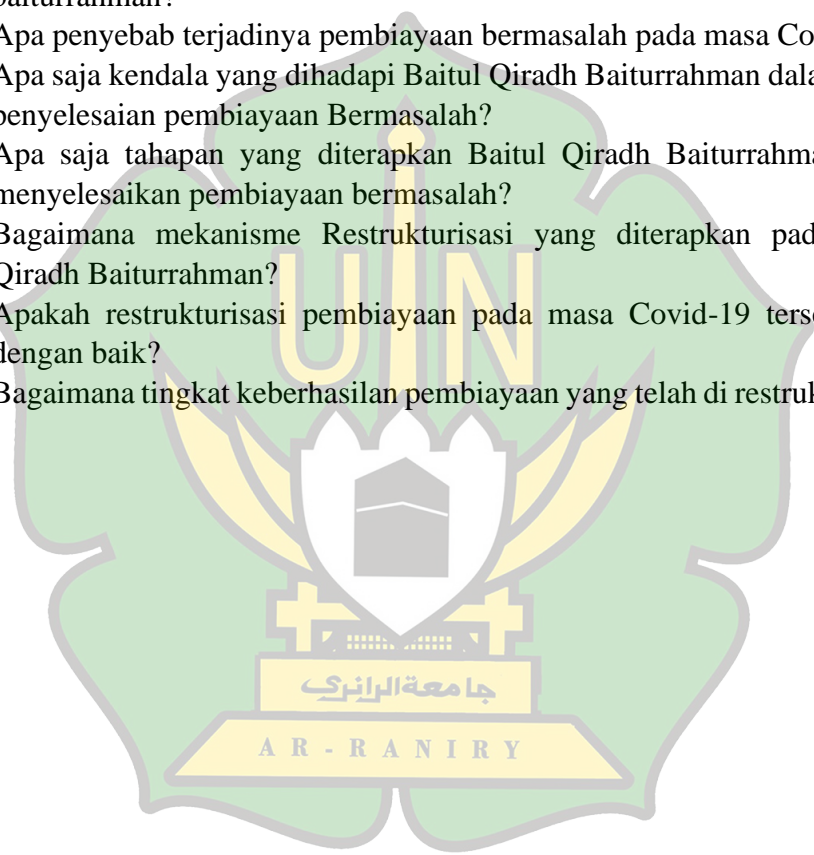 baiturrahman?
Apa penyebab terjadinya pembiayaan bermasalah pada masa Co
Apa saja kendala yang dihadapi Baitul Qiradh Baiturrahman dala
penyelesaian pembiayaan Bermasalah?
Apa saja tahapan yang diterapkan Baitul Qiradh Baiturrahma
menyelesaikan pembiayaan bermasalah?
Bagaimana mekanisme Restrukturisasi yang diterapkan pad
Qiradh Baiturrahman?
Apakah restrukturisasi pembiayaan pada masa Covid-19 terse
dengan baik?
Bagaimana tingkat keberhasilan pembiayaan yang telah di restruk
UIN
جامعة الرانري
AR-RANIRY